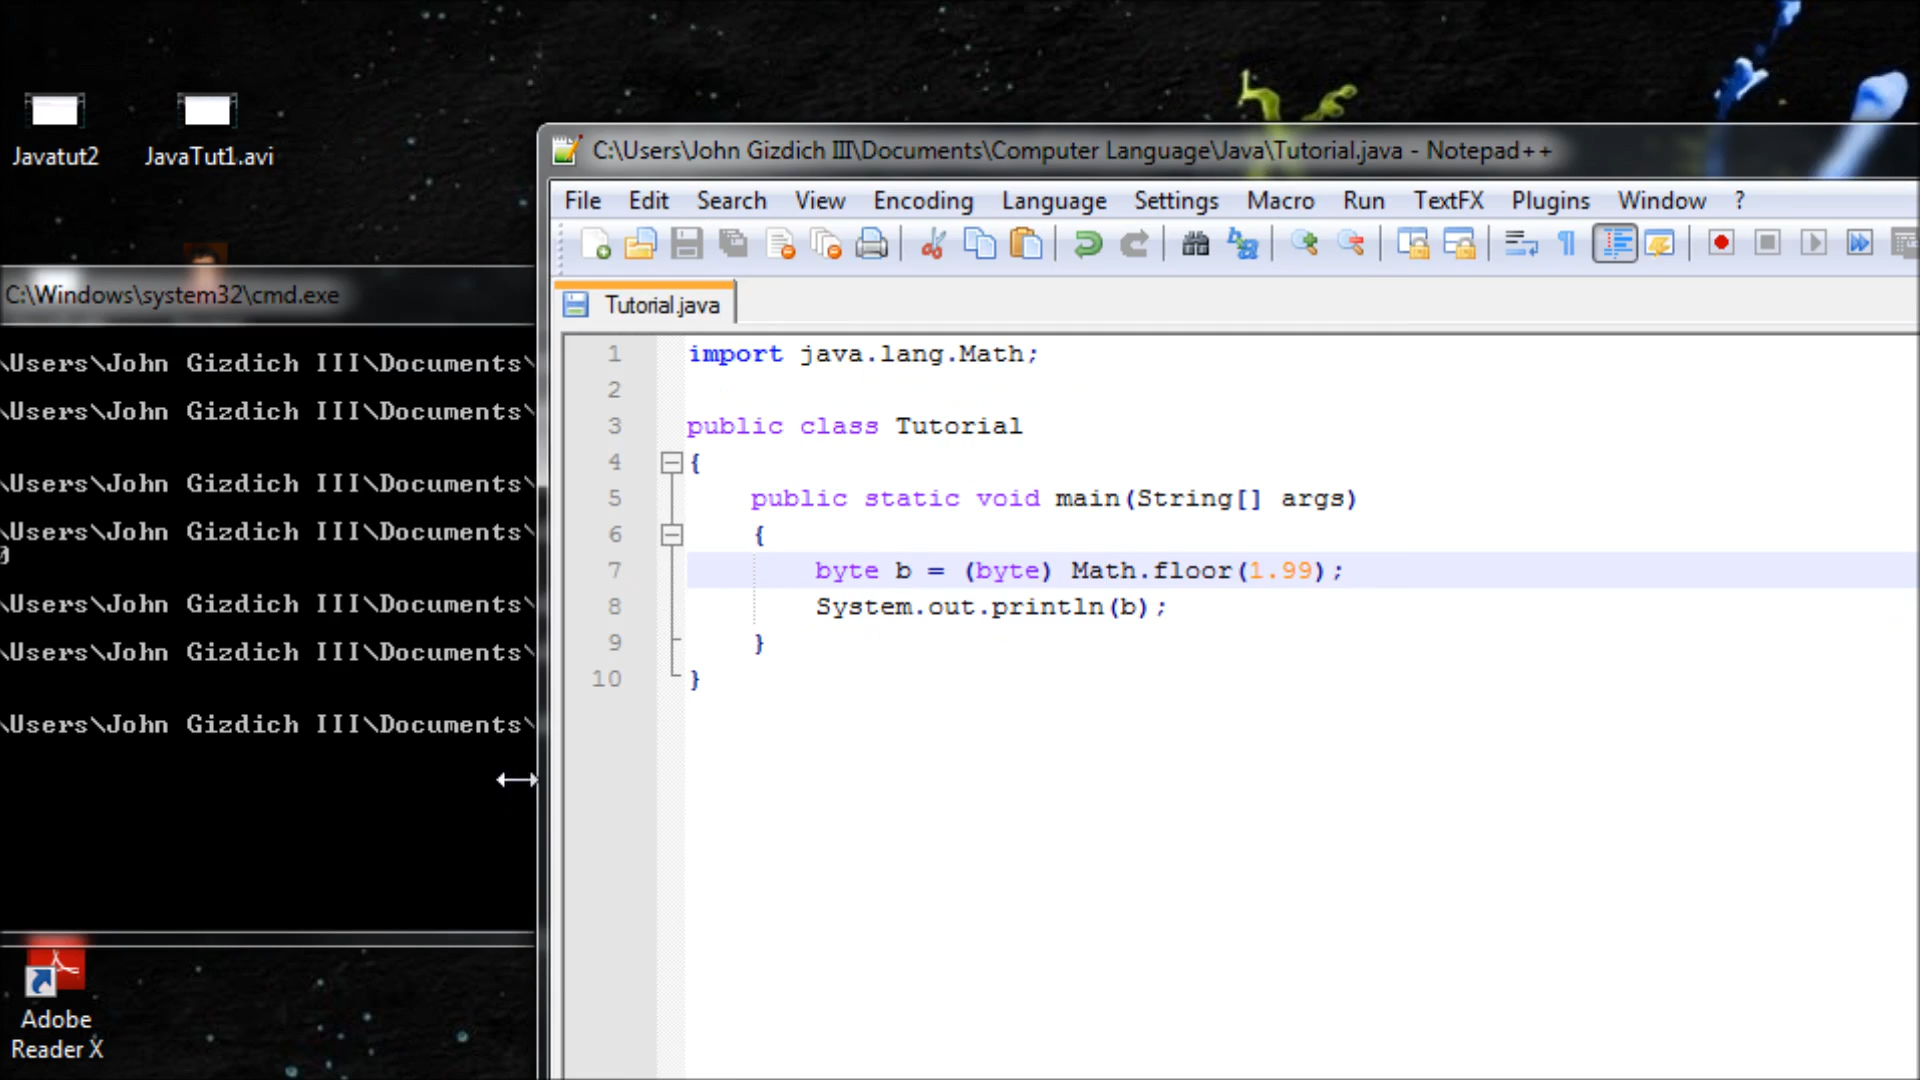 Javatut2
JavaTut1.avi
C:\Windows\system32\cmd.exe
\Users\John Gizdich III\Documents\
\Users\John Gizdich III\Documents\
\Users\John Gizdich III\Documents\
\Users\John Gizdich III\Documents\
\Users\John Gizdich III\Documents\
\Users\John Gizdich III\Documents\
\Users\John Gizdich III\Documents\
Adobe
Reader X
C:\Users\John Gizdich III\Documents\Computer Language\Java\Tutorial.java - Notepad++
File Edit Search View Encoding Language Settings Macro Run TextFX Plugins Window ?
Tutorial.java
1 import java.lang.Math;
2
3 public class Tutorial
4 {
5 public static void main(String[] args)
6 {
7 byte b = (byte) Math.floor(1.99);
8 System.out.println(b);
9 }
10 }